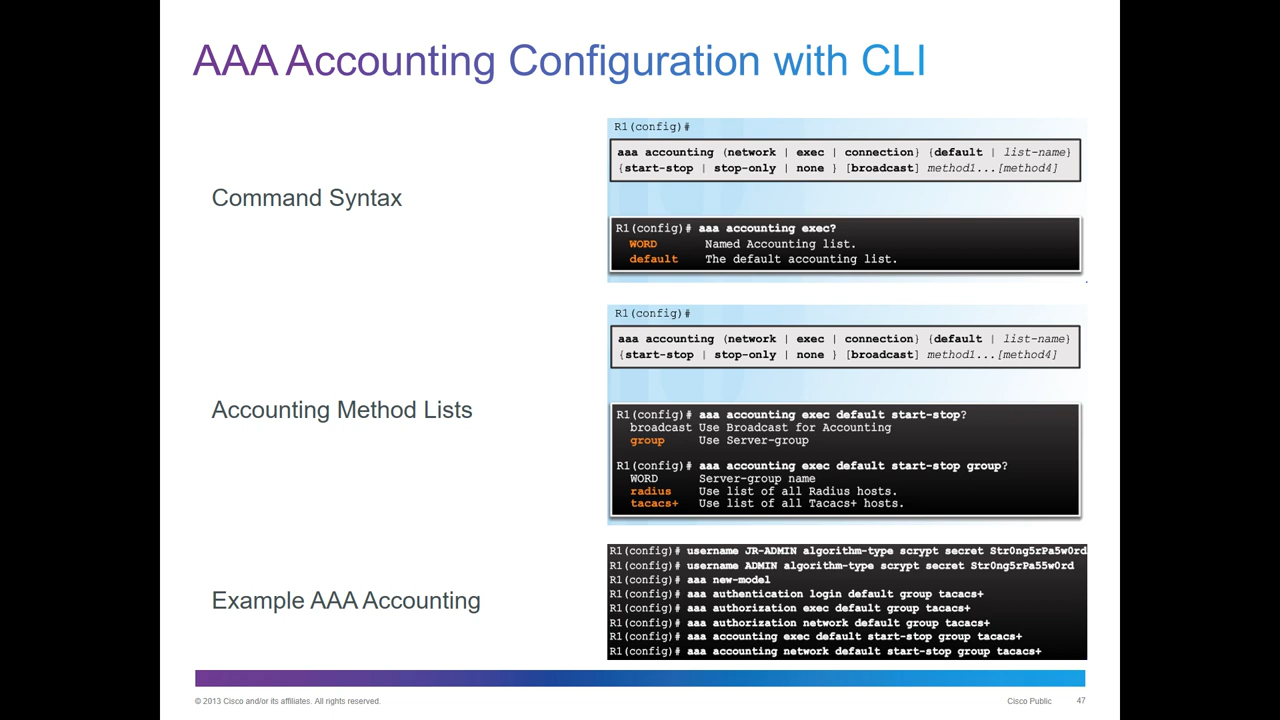 AAA Accounting Configuration with CLI
Command Syntax
R1(config)#
aaa accounting {network | exec | connection} {default | list-name}
{start-stop | stop-only | none } [broadcast] method1...[method4]
R1(config)# aaa accounting exec?
WORD Named Accounting list.
default The default accounting list.
Accounting Method Lists
R1(config)#
aaa accounting {network | exec | connection} {default | list-name}
{start-stop | stop-only | none } [broadcast] method1...[method4]
R1(config)# aaa accounting exec default start-stop?
broadcast Use Broadcast for Accounting
group Use Server-group
R1(config)# aaa accounting exec default start-stop group?
WORD Server-group name
radius Use list of all Radius hosts.
tacacs+ Use list of all Tacacs+ hosts.
Example AAA Accounting
R1(config)# username JR-ADMIN algorithm-type scrypt secret Str0ng5rPa5w0rd
R1(config)# username ADMIN algorithm-type scrypt secret Str0ng5rPa55w0rd
R1(config)# aaa new-model
R1(config)# aaa authentication login default group tacacs+
R1(config)# aaa authorization exec default group tacacs+
R1(config)# aaa authorization network default group tacacs+
R1(config)# aaa accounting exec default start-stop group tacacs+
R1(config)# aaa accounting network default start-stop group tacacs+
© 2013 Cisco and/or its affiliates. All rights reserved.
Cisco Public 47